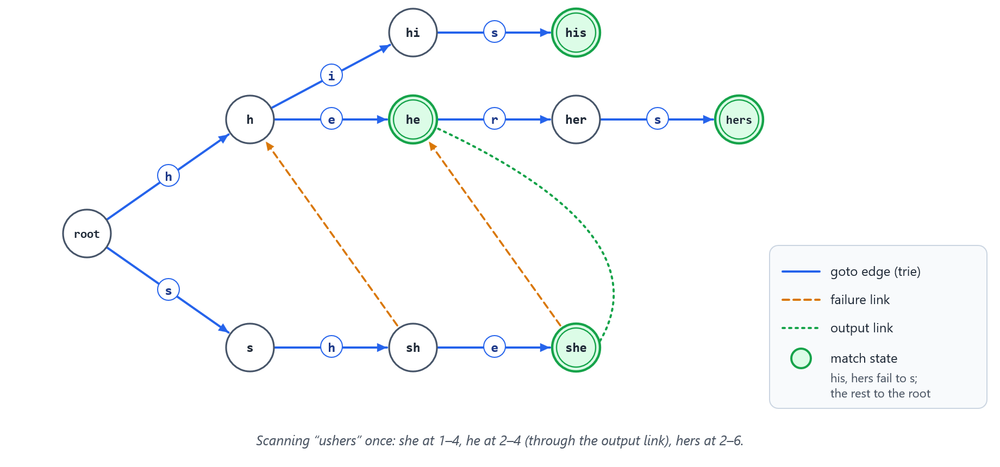 hi
s
his
i
h
e
he
r
her
s
hers
h
root
s
s
h
sh
e
she
goto edge (trie)
failure link
output link
match state
his, hers fail to s;
the rest to the root
Scanning “ushers” once: she at 1–4, he at 2–4 (through the output link), hers at 2–6.